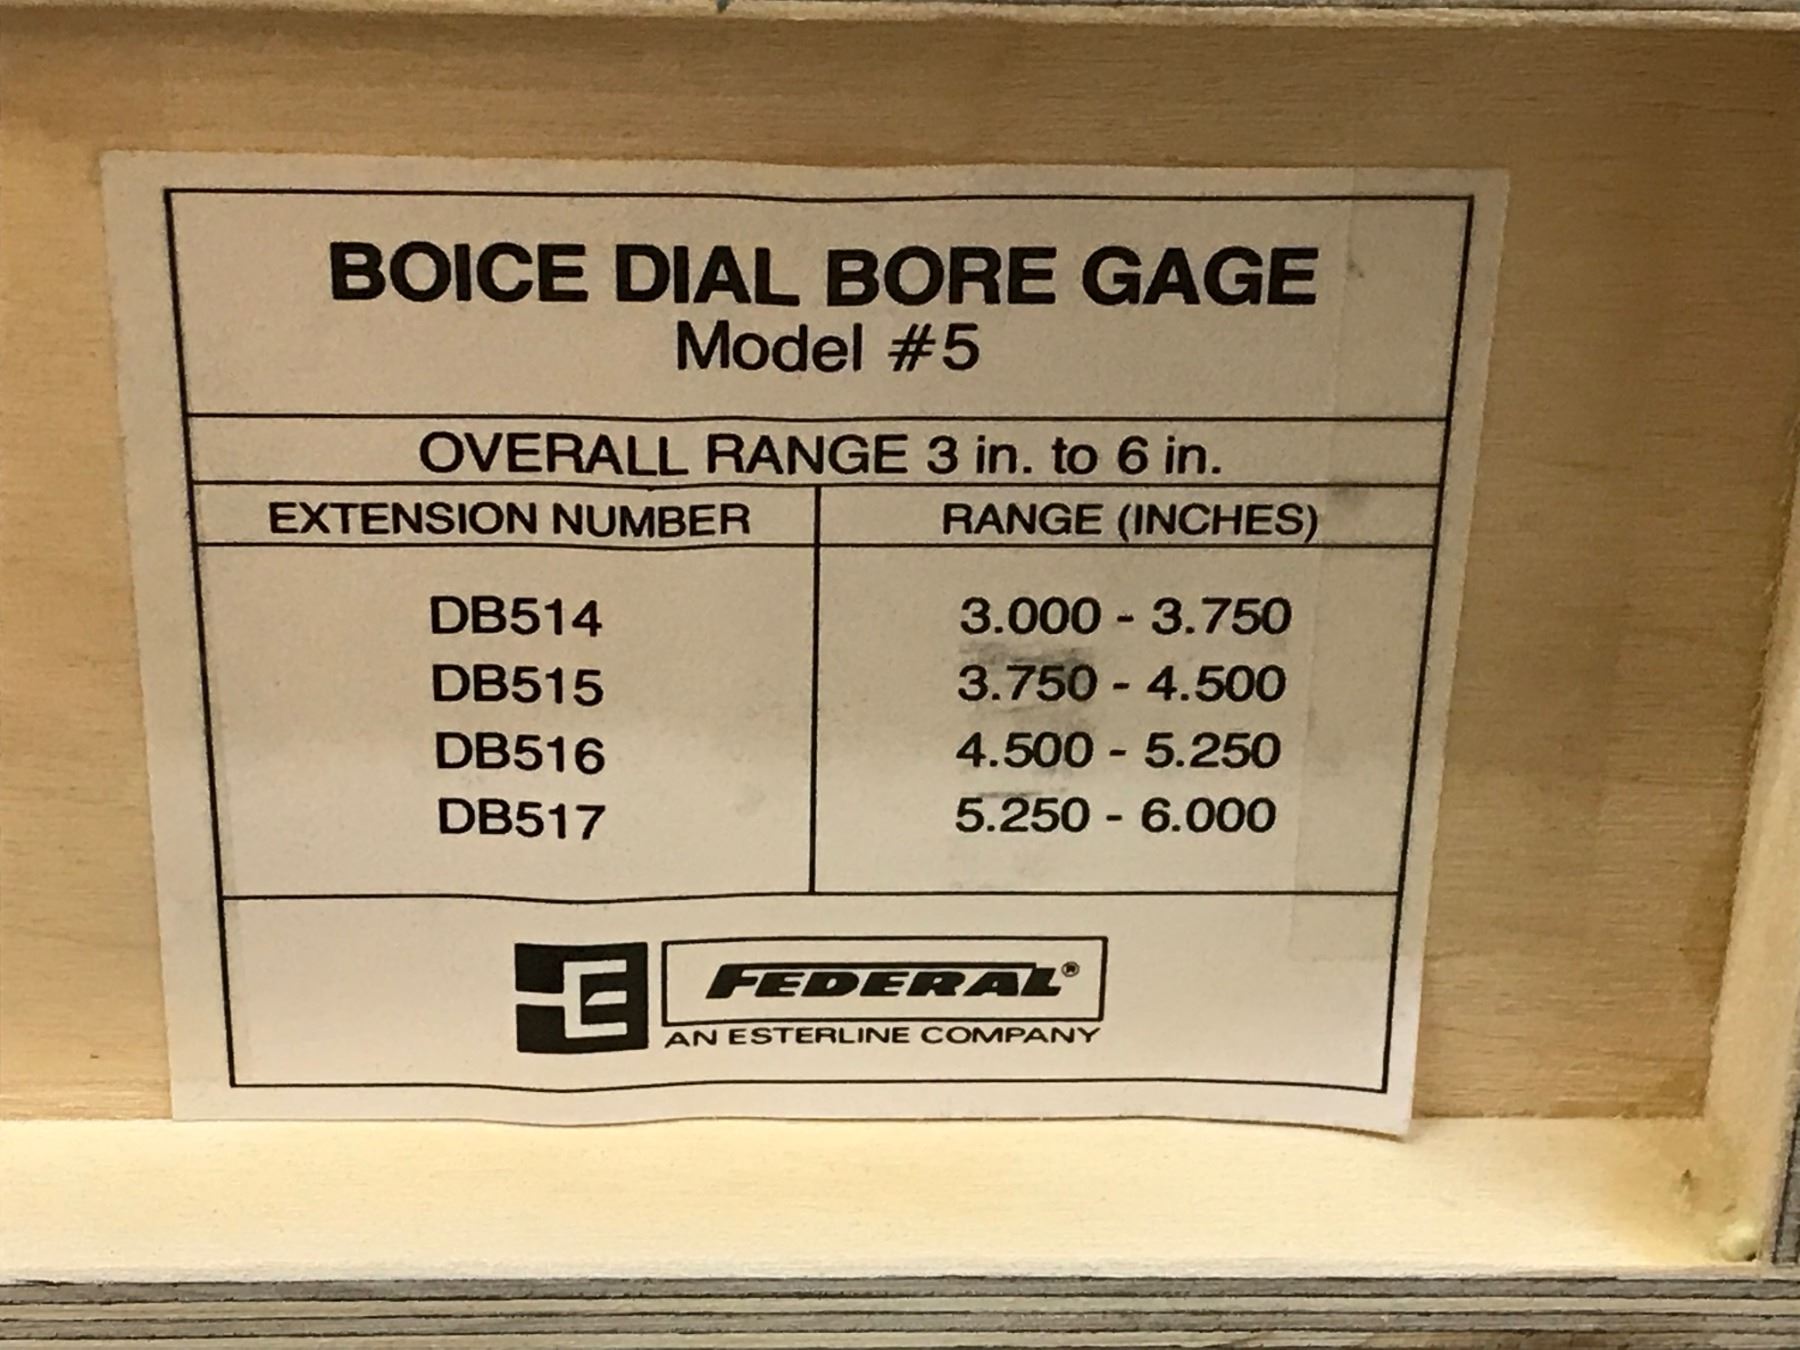 BOICE DIAL BORE GAGE
Model #5
OVERALL RANGE 3 in. to 6 in.
EXTENSION NUMBER RANGE (INCHES)
DB514 3.000 - 3.750
DB515 3.750 - 4.500
DB516 4.500 - 5.250
DB517 5.250 - 6.000
E FEDERAL®
AN ESTERLINE COMPANY